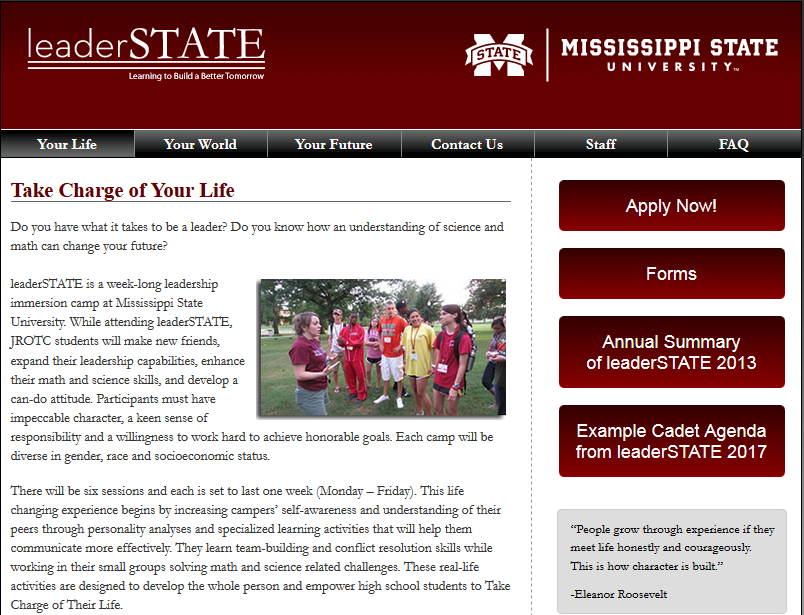 leaderSTATE
Learning to Build a Better Tomorrow
STATE
MISSISSIPPI STATE
UNIVERSITY™
Your Life
Your World
Your Future
Contact Us
Staff
FAQ
Take Charge of Your Life
Do you have what it takes to be a leader? Do you know how an understanding of science and
math can change your future?
leaderSTATE is a week-long leadership
immersion camp at Mississippi State
University. While attending leaderSTATE,
JROTC students will make new friends,
expand their leadership capabilities, enhance
their math and science skills, and develop a
can-do attitude. Participants must have
impeccable character, a keen sense of
responsibility and a willingness to work hard to achieve honorable goals. Each camp will be
diverse in gender, race and socioeconomic status.
There will be six sessions and each is set to last one week (Monday – Friday). This life
changing experience begins by increasing campers’ self-awareness and understanding of their
peers through personality analyses and specialized learning activities that will help them
communicate more effectively. They learn team-building and conflict resolution skills while
working in their small groups solving math and science related challenges. These real-life
activities are designed to develop the whole person and empower high school students to Take
Charge of Their Life.
Apply Now!
Forms
Annual Summary
of leaderSTATE 2013
Example Cadet Agenda
from leaderSTATE 2017
“People grow through experience if they
meet life honestly and courageously.
This is how character is built.”
-Eleanor Roosevelt